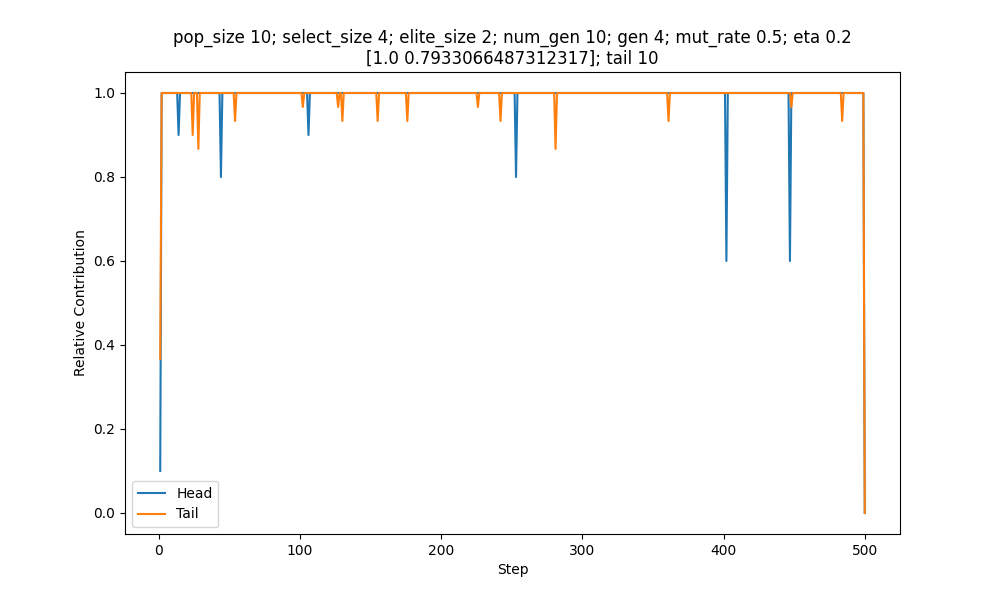 pop_size 10; select_size 4; elite_size 2; num_gen 10; gen 4; mut_rate 0.5; eta 0.2
[1.0 0.7933066487312317]; tail 10
1.0
0.8
0.6
0.4
0.2
0.0
Relative Contribution
Head
Tail
0
100
200
300
400
500
Step